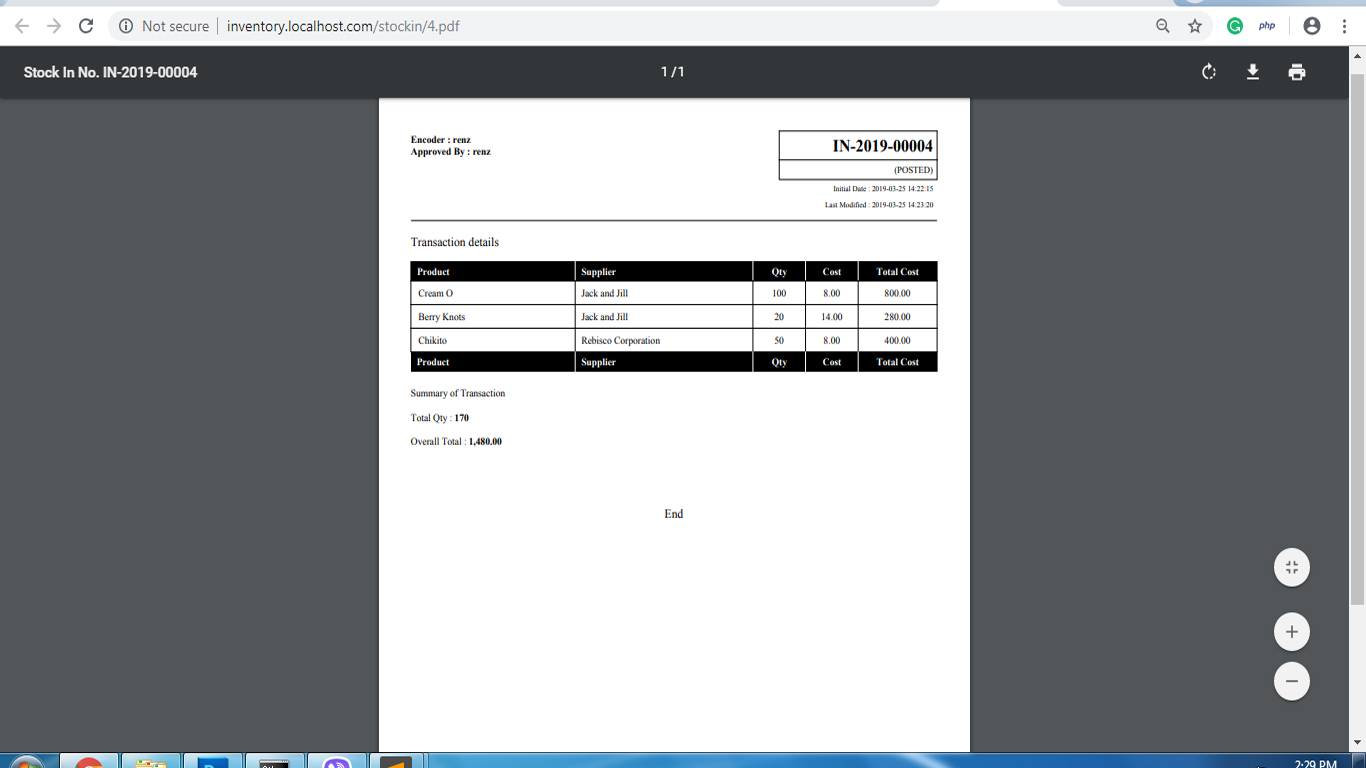 Not secure | inventory.localhost.com/stockin/4.pdf
php
Stock In No. IN-2019-00004
1 / 1
Encoder : renz
Approved By : renz
IN-2019-00004
(POSTED)
Initial Date : 2019-03-25 14:22:15
Last Modified : 2019-03-25 14:23:20
Transaction details
Product Supplier Qty Cost Total Cost
Cream O Jack and Jill 100 8.00 800.00
Berry Knots Jack and Jill 20 14.00 280.00
Chikito Rebisco Corporation 50 8.00 400.00
Product Supplier Qty Cost Total Cost
Summary of Transaction
Total Qty : 170
Overall Total : 1,480.00
End
2:29 PM